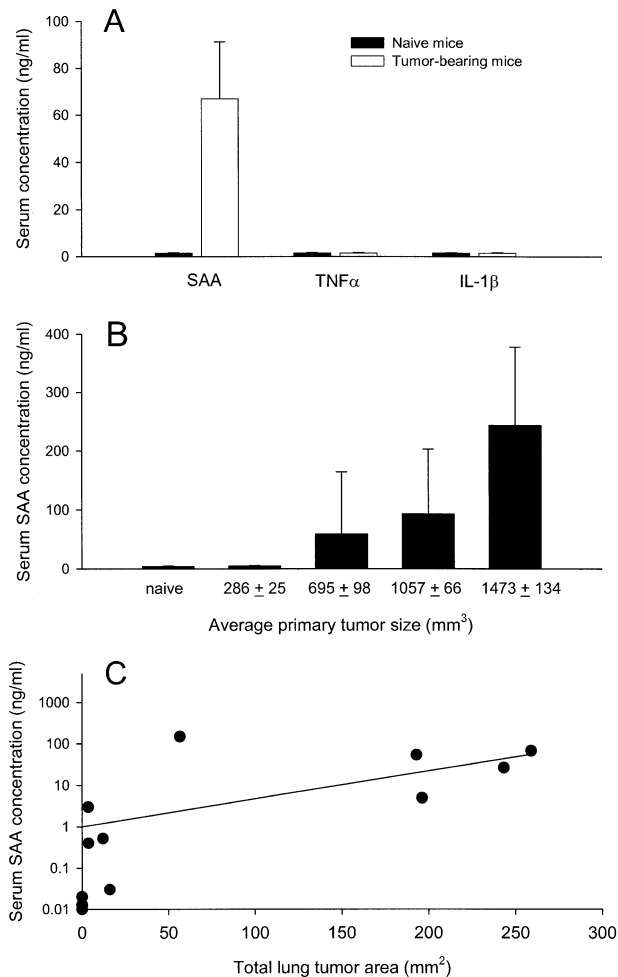 A
100
80
60
40
20
0
Serum concentration (ng/ml)
Naive mice
Tumor-bearing mice
SAA TNFα IL-1β
B
400
300
200
100
0
Serum SAA concentration (ng/ml)
naive 286 ± 25 695 ± 98 1057 ± 66 1473 ± 134
Average primary tumor size (mm³)
C
1000
100
10
1
0.1
0.01
Serum SAA concentration (ng/ml)
0 50 100 150 200 250 300
Total lung tumor area (mm²)